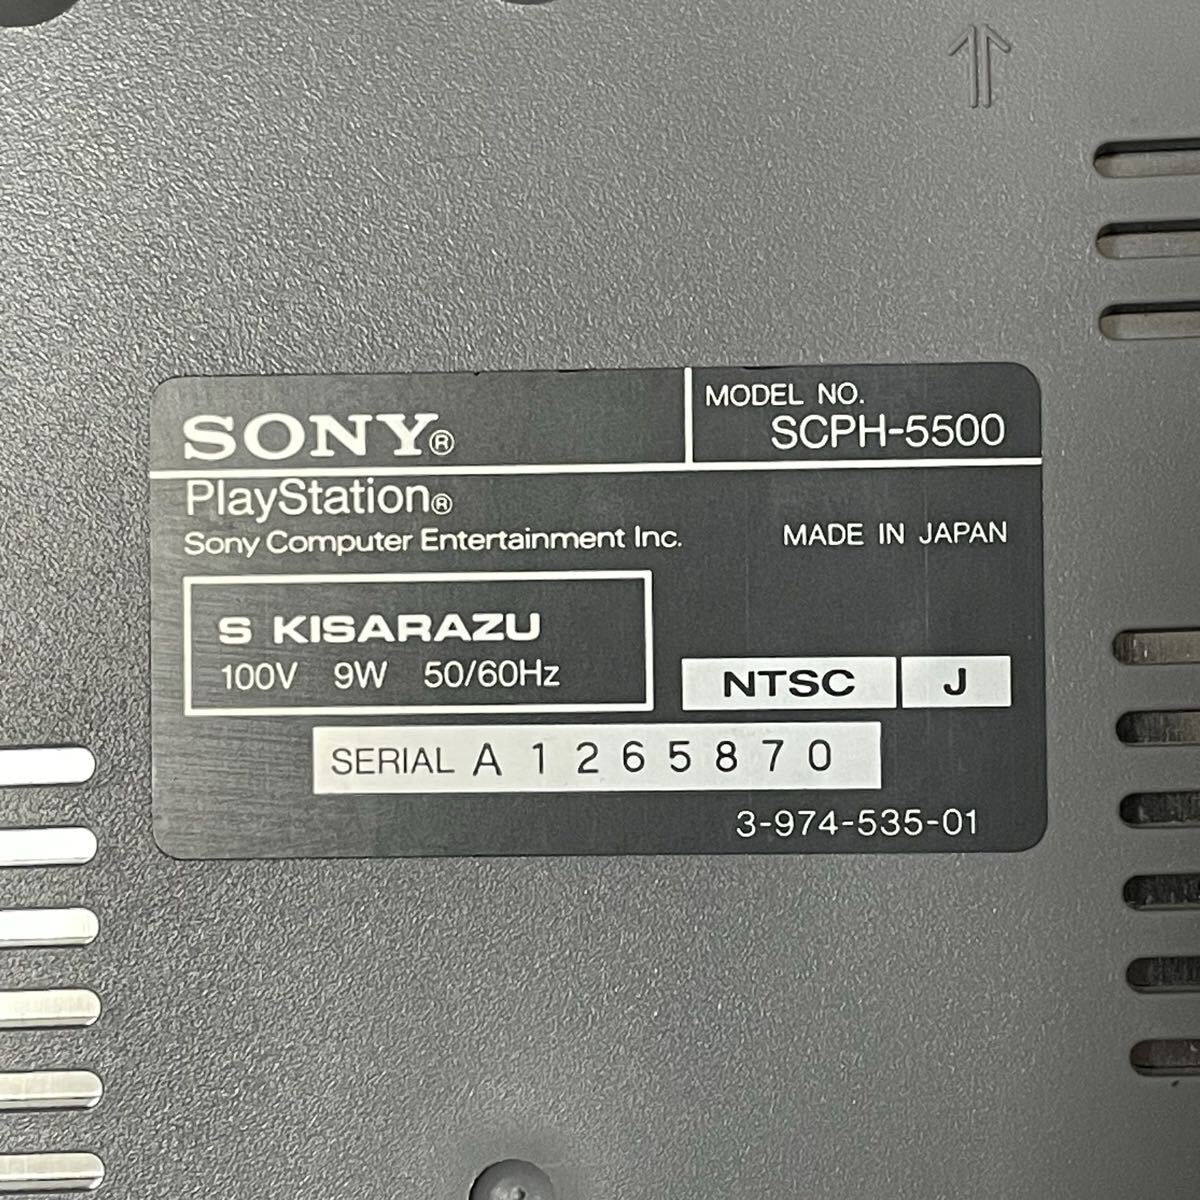 SONY®
MODEL NO.
SCPH-5500
PlayStation®
Sony Computer Entertainment Inc.
MADE IN JAPAN
S KISARAZU
100V 9W 50/60Hz
NTSC J
SERIAL A 1 2 6 5 8 7 0
3-974-535-01